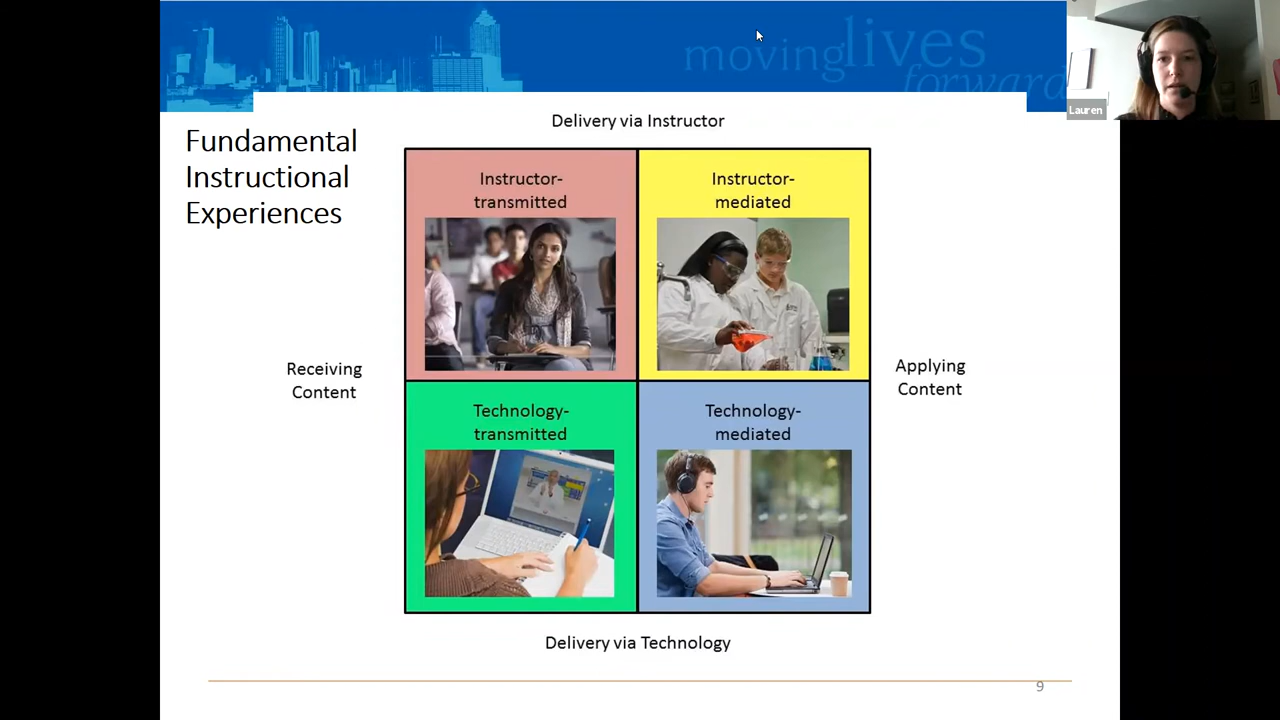 movinglives
forward
Lauren
Fundamental
Instructional
Experiences
Delivery via Instructor
Instructor-
transmitted
Instructor-
mediated
Receiving
Content
Applying
Content
Technology-
transmitted
Technology-
mediated
Delivery via Technology
9